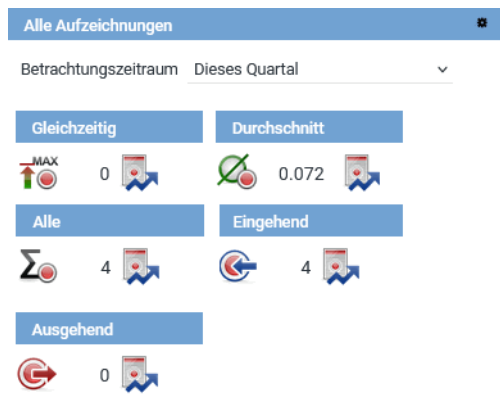 Alle Aufzeichnungen
Betrachtungszeitraum Dieses Quartal
Gleichzeitig Durchschnitt
MAX 0 0.072
Alle Eingehend
4 4
Ausgehend
0